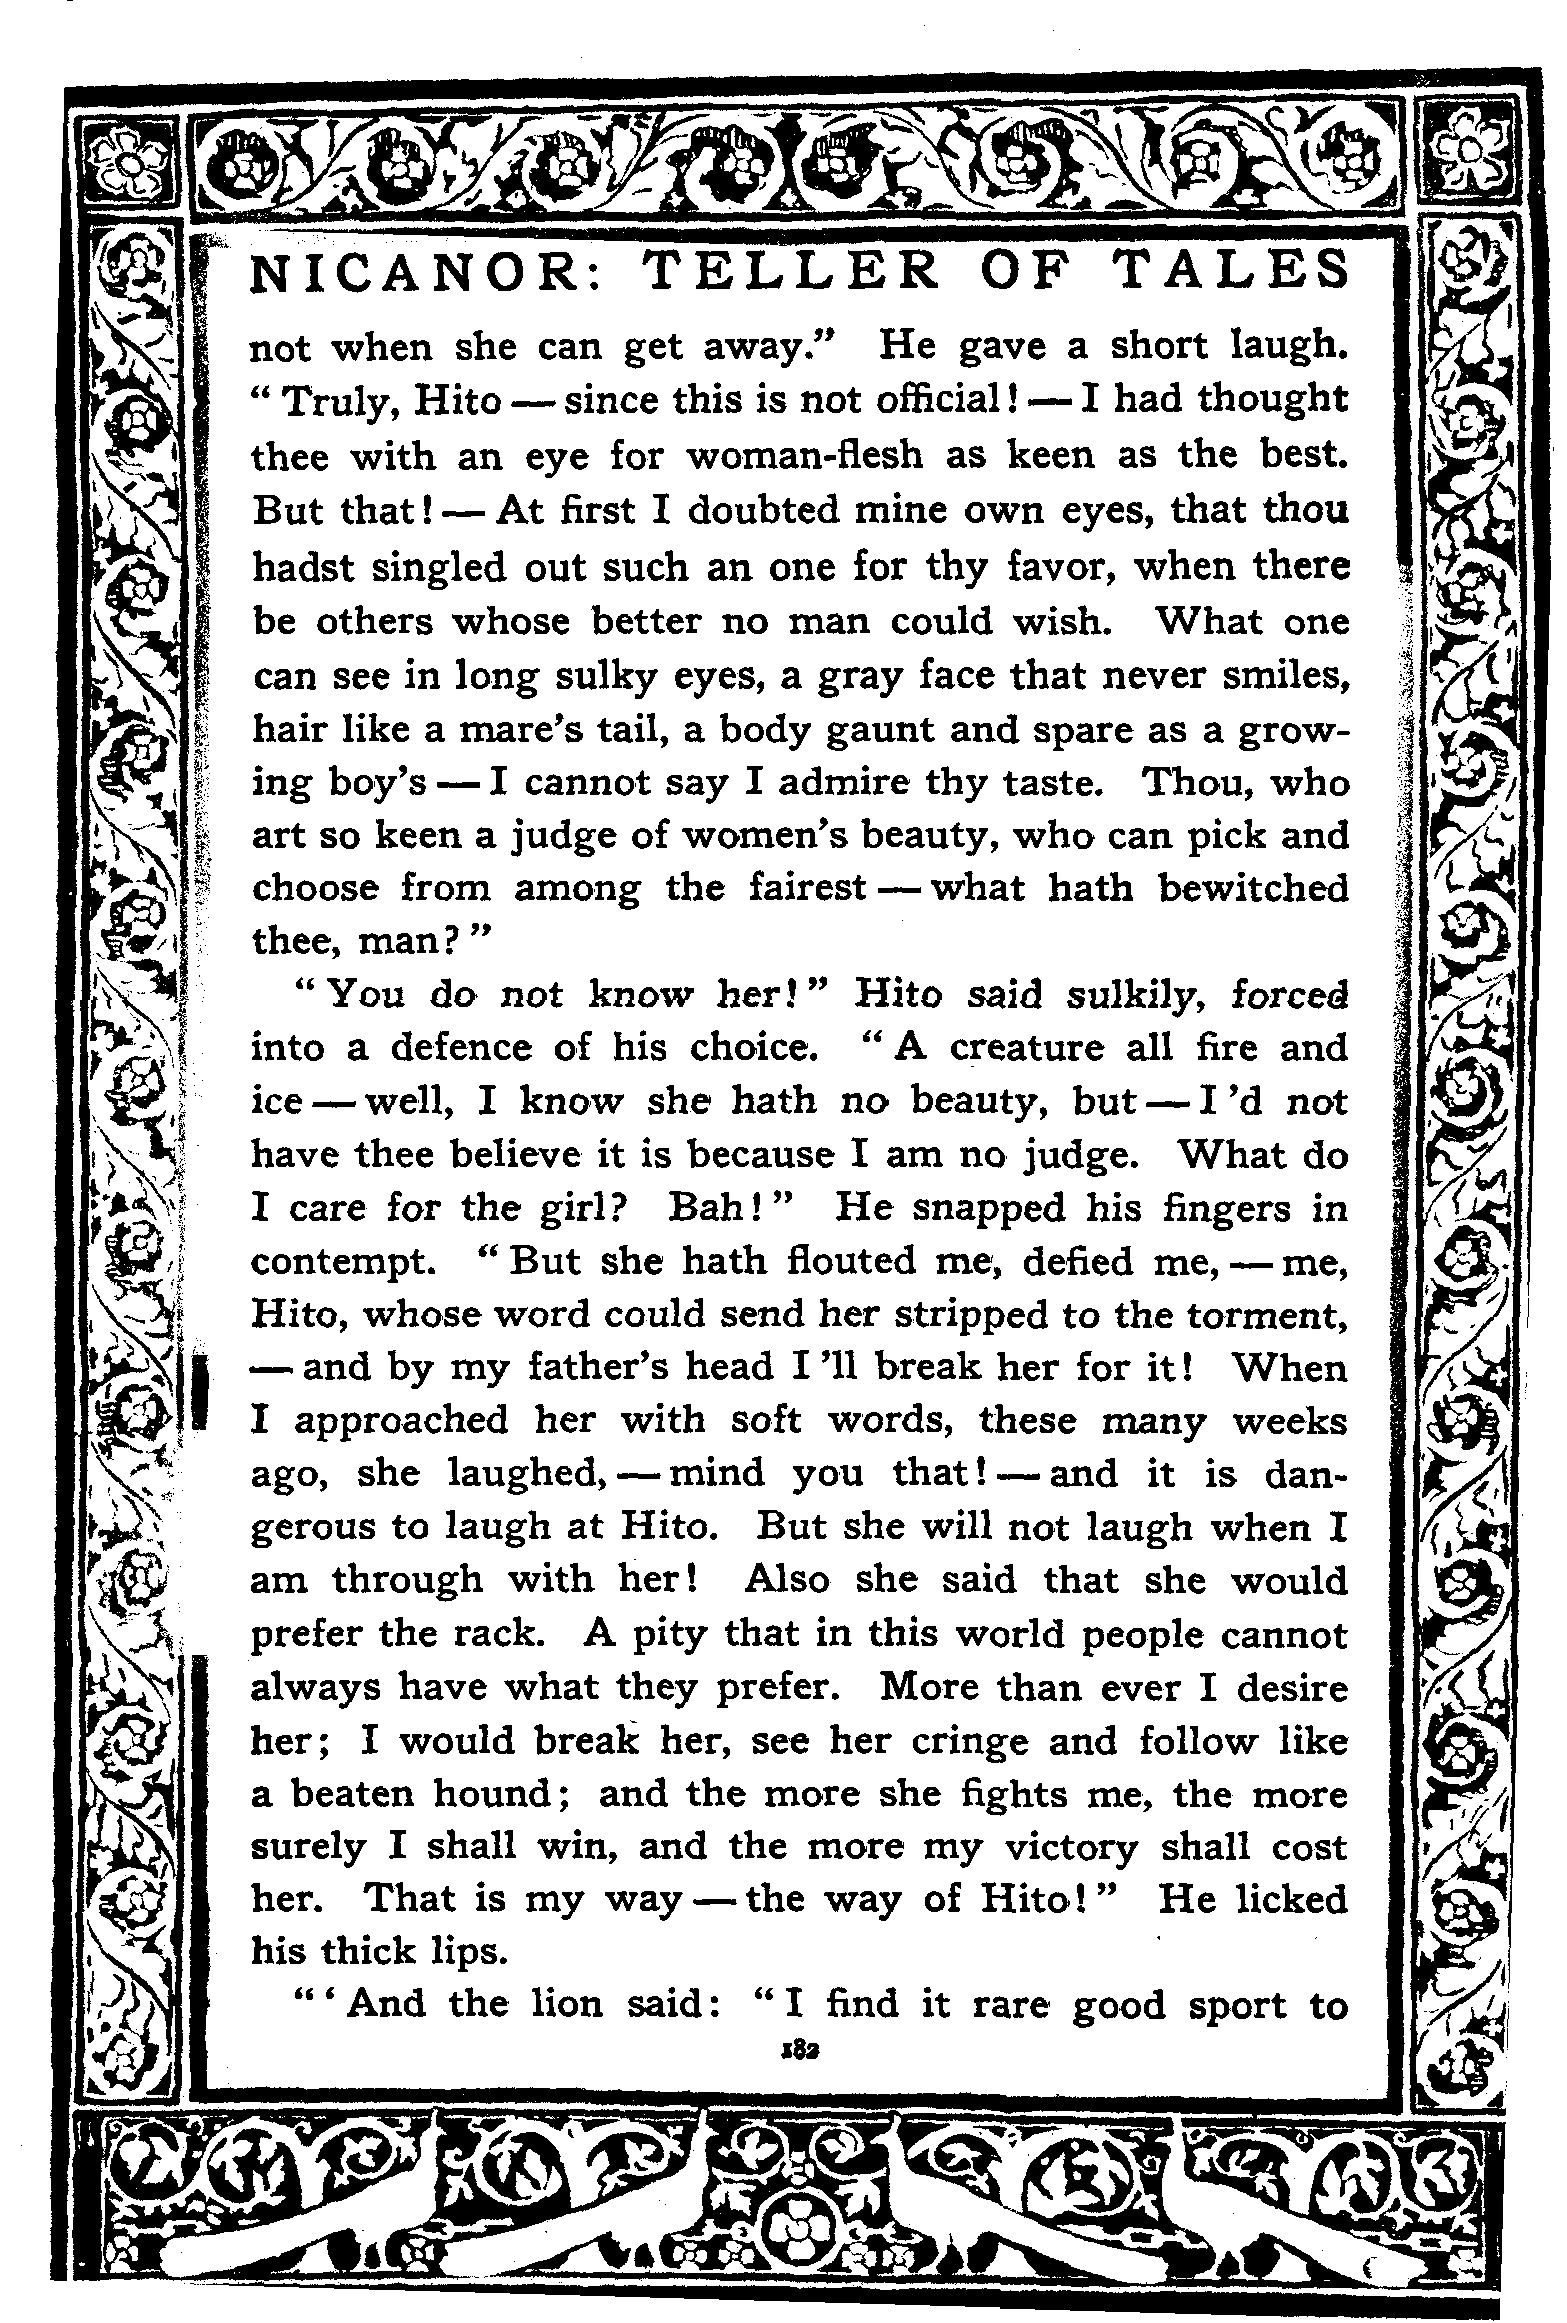 NICANOR: TELLER OF TALES
not when she can get away.” He gave a short laugh.
“Truly, Hito — since this is not official! — I had thought
thee with an eye for woman-flesh as keen as the best.
But that! — At first I doubted mine own eyes, that thou
hadst singled out such an one for thy favor, when there
be others whose better no man could wish. What one
can see in long sulky eyes, a gray face that never smiles,
hair like a mare’s tail, a body gaunt and spare as a grow-
ing boy’s — I cannot say I admire thy taste. Thou, who
art so keen a judge of women’s beauty, who can pick and
choose from among the fairest — what hath bewitched
thee, man?”
“You do not know her!” Hito said sulkily, forced
into a defence of his choice. “A creature all fire and
ice — well, I know she hath no beauty, but — I ’d not
have thee believe it is because I am no judge. What do
I care for the girl? Bah!” He snapped his fingers in
contempt. “But she hath flouted me, defied me, — me,
Hito, whose word could send her stripped to the torment,
— and by my father’s head I ’ll break her for it! When
I approached her with soft words, these many weeks
ago, she laughed, — mind you that! — and it is dan-
gerous to laugh at Hito. But she will not laugh when I
am through with her! Also she said that she would
prefer the rack. A pity that in this world people cannot
always have what they prefer. More than ever I desire
her; I would break her, see her cringe and follow like
a beaten hound; and the more she fights me, the more
surely I shall win, and the more my victory shall cost
her. That is my way — the way of Hito!” He licked
his thick lips.
“‘And the lion said: “I find it rare good sport to
182